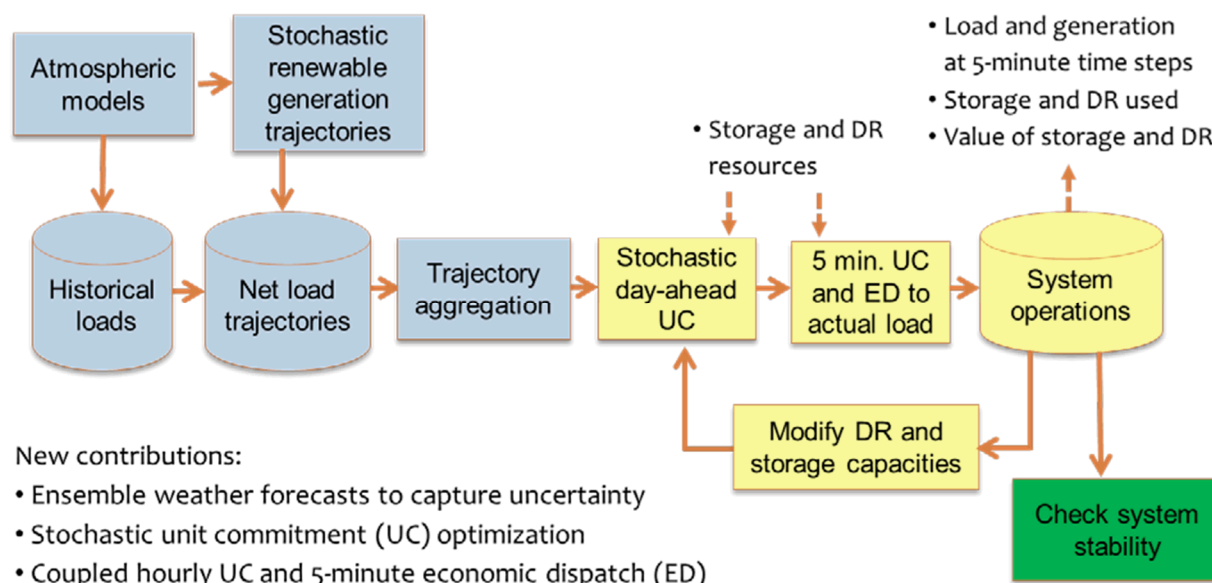 Atmospheric
models
Stochastic
renewable
generation
trajectories
• Storage and DR
resources
• Load and generation
at 5-minute time steps
• Storage and DR used
• Value of storage and DR
Historical
loads
Net load
trajectories
Trajectory
aggregation
Stochastic
day-ahead
UC
5 min. UC
and ED to
actual load
System
operations
Modify DR and
storage capacities
Check system
stability
New contributions:
• Ensemble weather forecasts to capture uncertainty
• Stochastic unit commitment (UC) optimization
• Coupled hourly UC and 5-minute economic dispatch (ED)